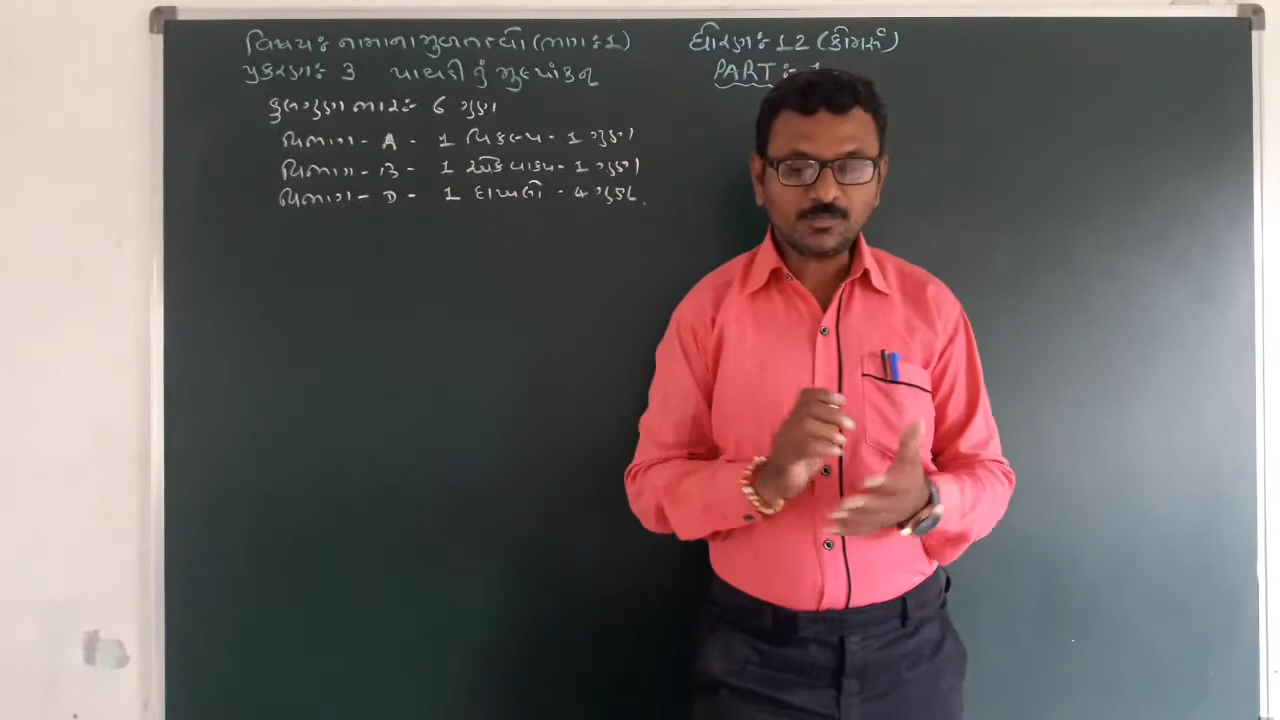 વિષયઃ નામાનાં મૂળતત્ત્વો (ભાગઃ1)
ધોરણઃ 12 (કોમર્સ)
પ્રકરણઃ 3 પાઘડીનું મૂલ્યાંકન
PART : 1
કુલ ગુણભારઃ 6 ગુણ
વિભાગ - A - 1 વિકલ્પ - 1 ગુણ
વિભાગ - B - 1 એક વાક્ય - 1 ગુણ
વિભાગ - D - 1 દાખલો - 4 ગુણ.